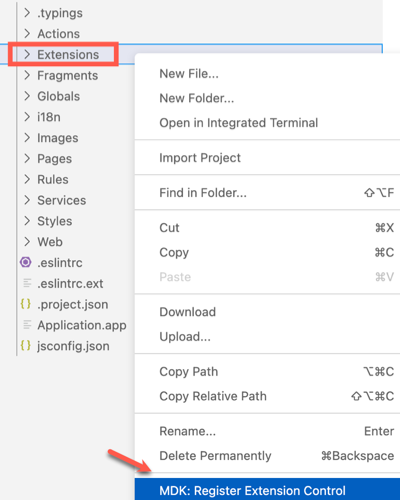 .typings
Actions
Extensions
Fragments
Globals
i18n
Images
Pages
Rules
Services
Styles
Web
.eslintrc
.eslintrc.ext
{ } .project.json
Application.app
{ } jsconfig.json
New File...
New Folder...
Open in Integrated Terminal
Import Project
Find in Folder... ⇧⌥F
Cut ⌘X
Copy ⌘C
Paste ⌘V
Download
Upload...
Copy Path ⌥⌘C
Copy Relative Path ⇧⌥⌘C
Rename... Enter
Delete Permanently ⌘Backspace
MDK: Register Extension Control